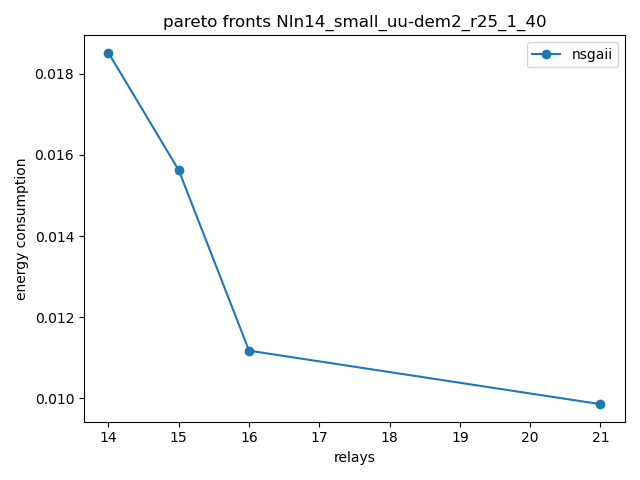 pareto fronts NIn14_small_uu-dem2_r25_1_40
nsgaii
energy consumption
0.018
0.016
0.014
0.012
0.010
14 15 16 17 18 19 20 21
relays